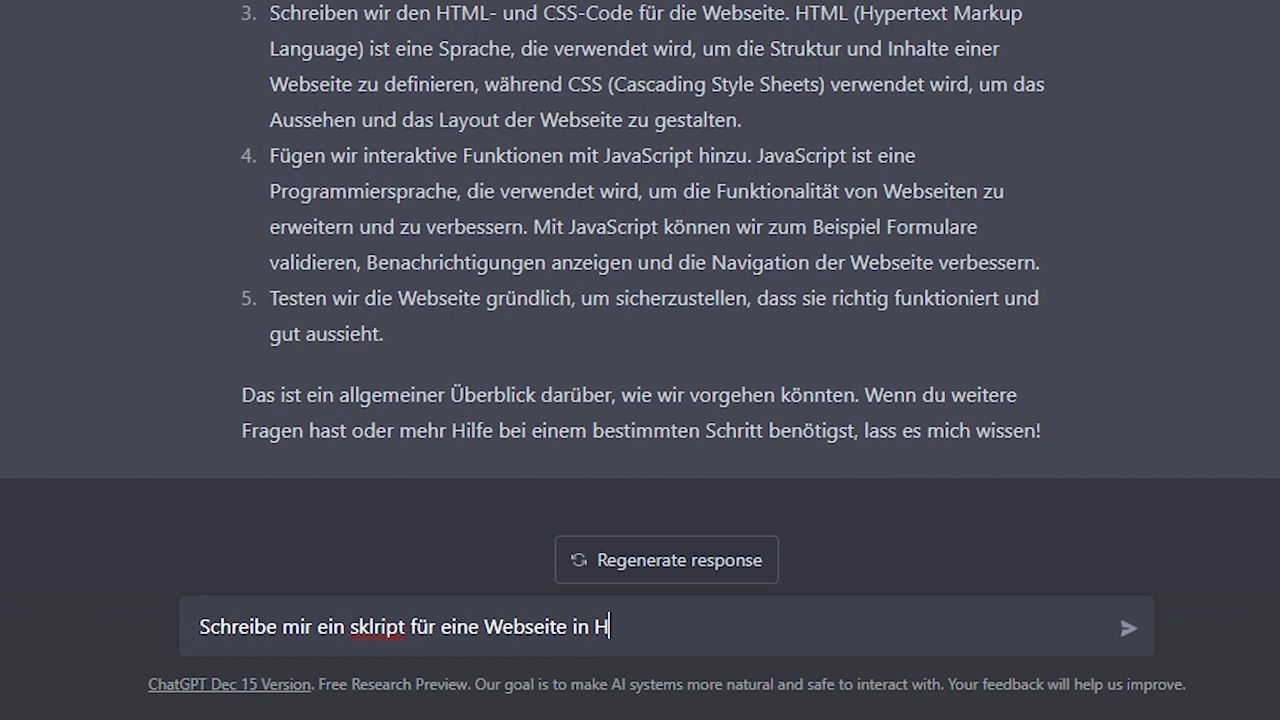 3. Schreiben wir den HTML- und CSS-Code für die Webseite. HTML (Hypertext Markup
Language) ist eine Sprache, die verwendet wird, um die Struktur und Inhalte einer
Webseite zu definieren, während CSS (Cascading Style Sheets) verwendet wird, um das
Aussehen und das Layout der Webseite zu gestalten.
4. Fügen wir interaktive Funktionen mit JavaScript hinzu. JavaScript ist eine
Programmiersprache, die verwendet wird, um die Funktionalität von Webseiten zu
erweitern und zu verbessern. Mit JavaScript können wir zum Beispiel Formulare
validieren, Benachrichtigungen anzeigen und die Navigation der Webseite verbessern.
5. Testen wir die Webseite gründlich, um sicherzustellen, dass sie richtig funktioniert und
gut aussieht.
Das ist ein allgemeiner Überblick darüber, wie wir vorgehen könnten. Wenn du weitere
Fragen hast oder mehr Hilfe bei einem bestimmten Schritt benötigst, lass es mich wissen!
Regenerate response
Schreibe mir ein sklript für eine Webseite in H
ChatGPT Dec 15 Version. Free Research Preview. Our goal is to make AI systems more natural and safe to interact with. Your feedback will help us improve.